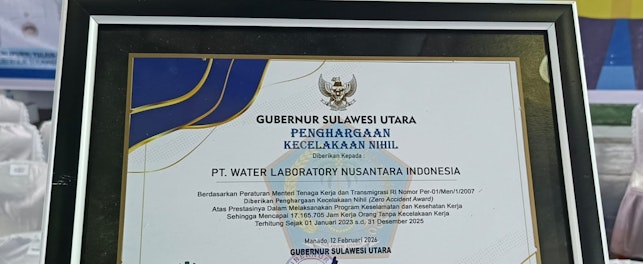 GUBERNUR SULAWESI UTARA
PENGHARGAAN
KECELAKAAN NIHIL
Diberikan Kepada :
PT. WATER LABORATORY NUSANTARA INDONESIA
Berdasarkan Peraturan Menteri Tenaga Kerja dan Transmigrasi RI Nomor Per-01/Men/1/2007
Diberikan Penghargaan Kecelakaan Nihil (Zero Accident Award)
Atas Prestasinya Dalam Melaksanakan Program Keselamatan dan Kesehatan Kerja
Sehingga Mencapai 17.165.705 Jam Kerja Orang Tanpa Kecelakaan Kerja
Terhitung Sejak 01 Januari 2023 s.d. 31 Desember 2025
Manado, 12 Februari 2026
GUBERNUR SULAWESI UTARA